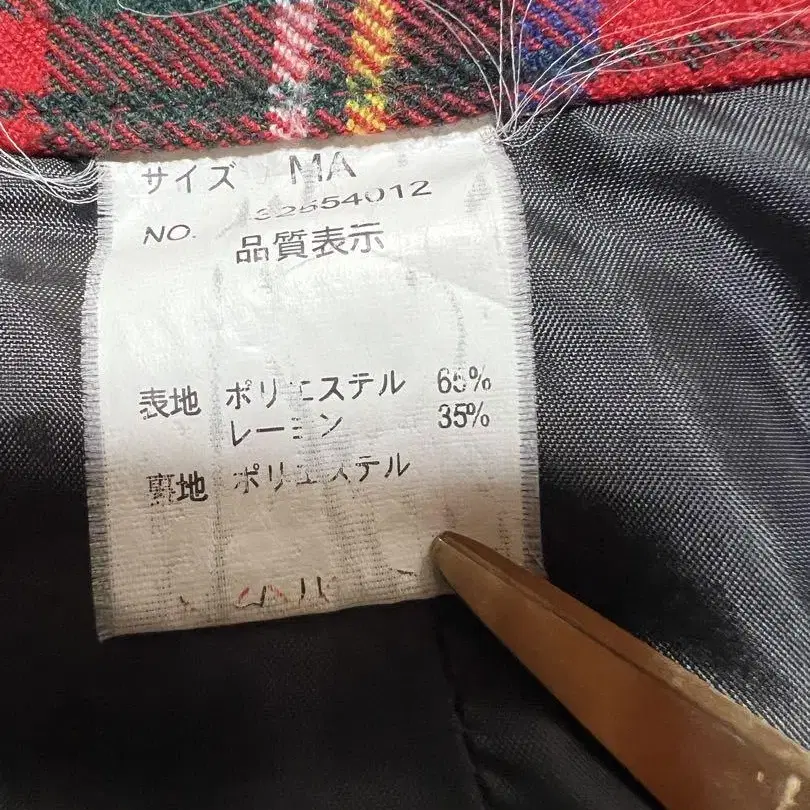 サイズ MA
NO. 32554012
品質表示
表地 ポリエステル 65%
レーヨン 35%
裏地 ポリエステル